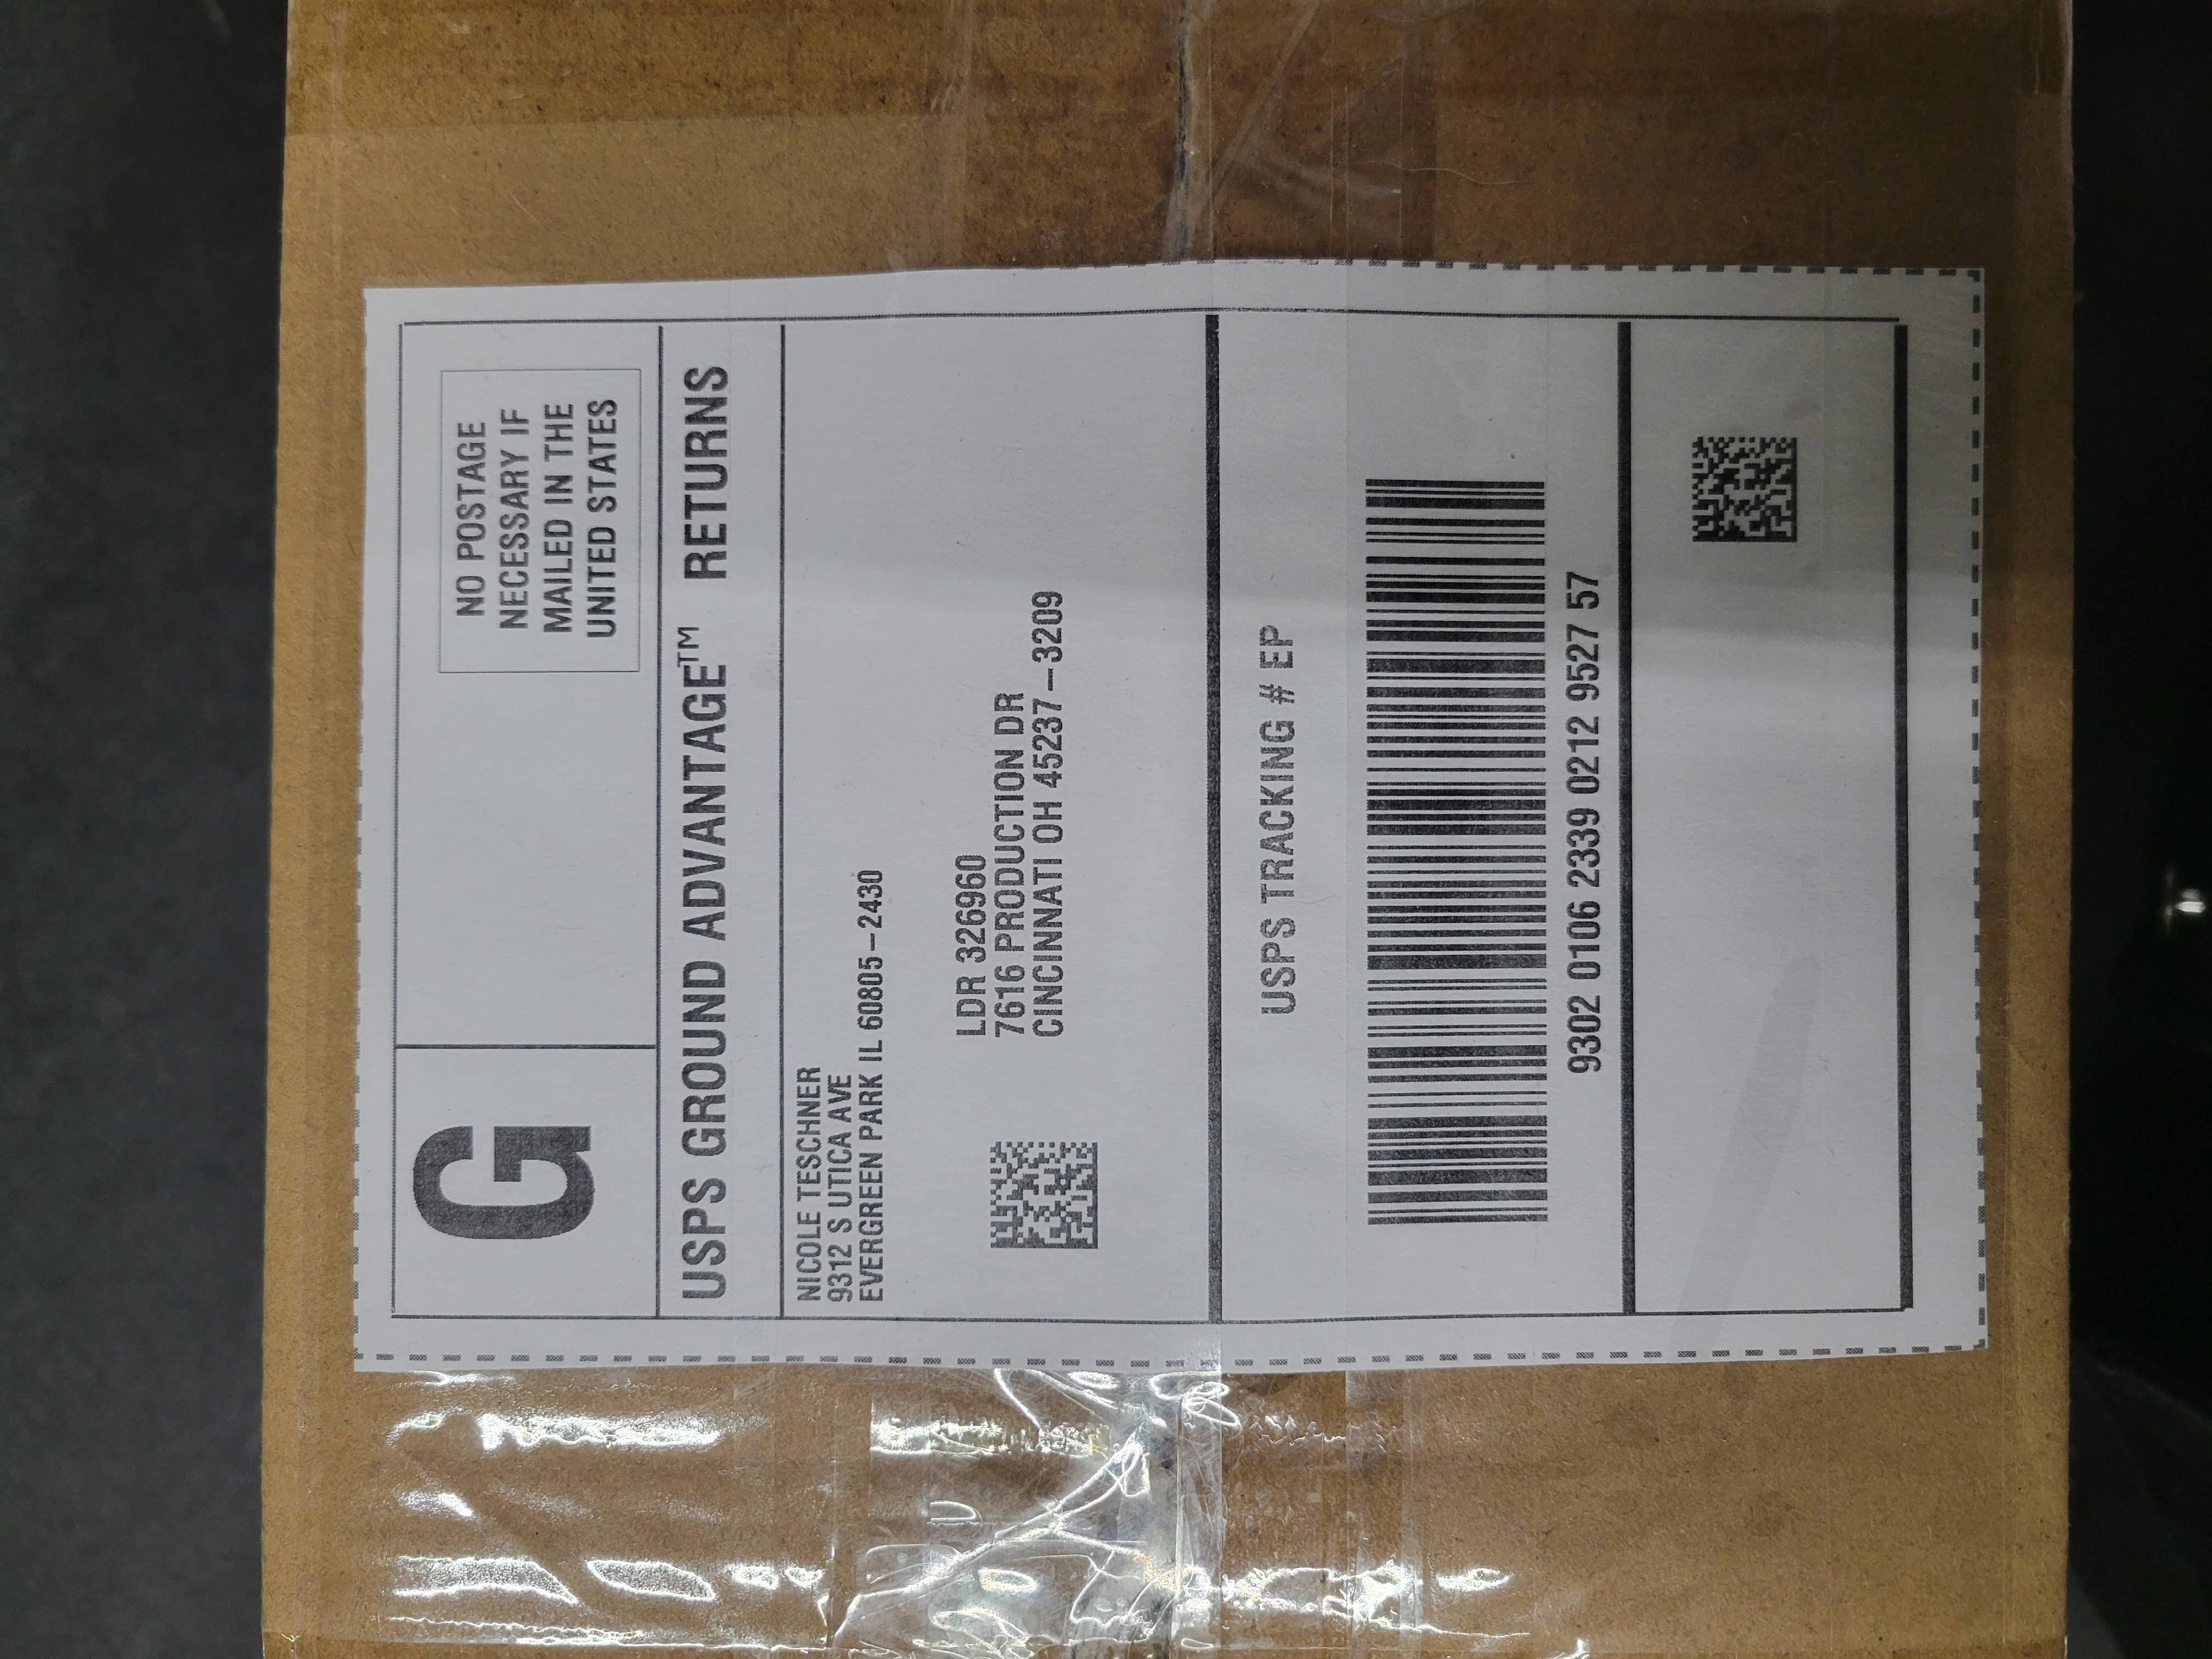 G
NO POSTAGE
NECESSARY IF
MAILED IN THE
UNITED STATES
USPS GROUND ADVANTAGE™ RETURNS
NICOLE TESCHNER
9312 S UTICA AVE
EVERGREEN PARK IL 60805-2430
LDR 326960
7616 PRODUCTION DR
CINCINNATI OH 45237-3209
USPS TRACKING # EP
9302 0106 2339 0212 9527 57